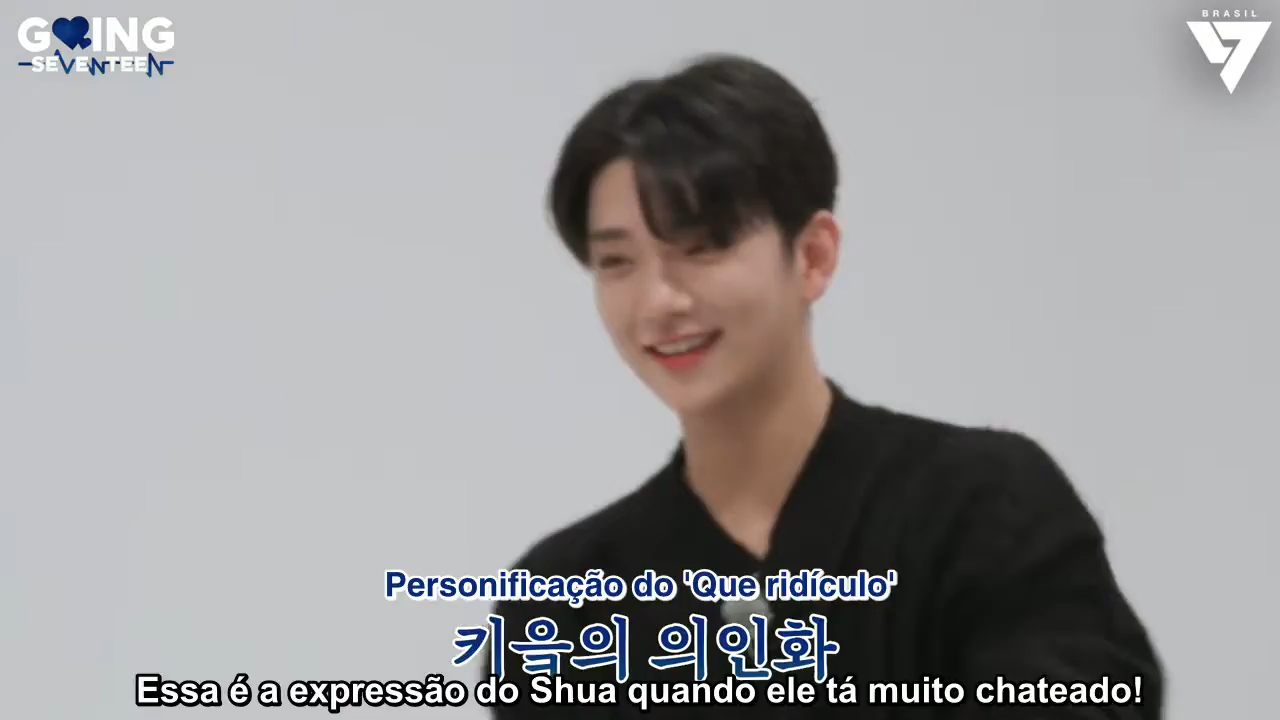 GOING
SEVENTEEN
BRASIL
Personificação do 'Que ridículo'
키읔의 의인화
Essa é a expressão do Shua quando ele tá muito chateado!